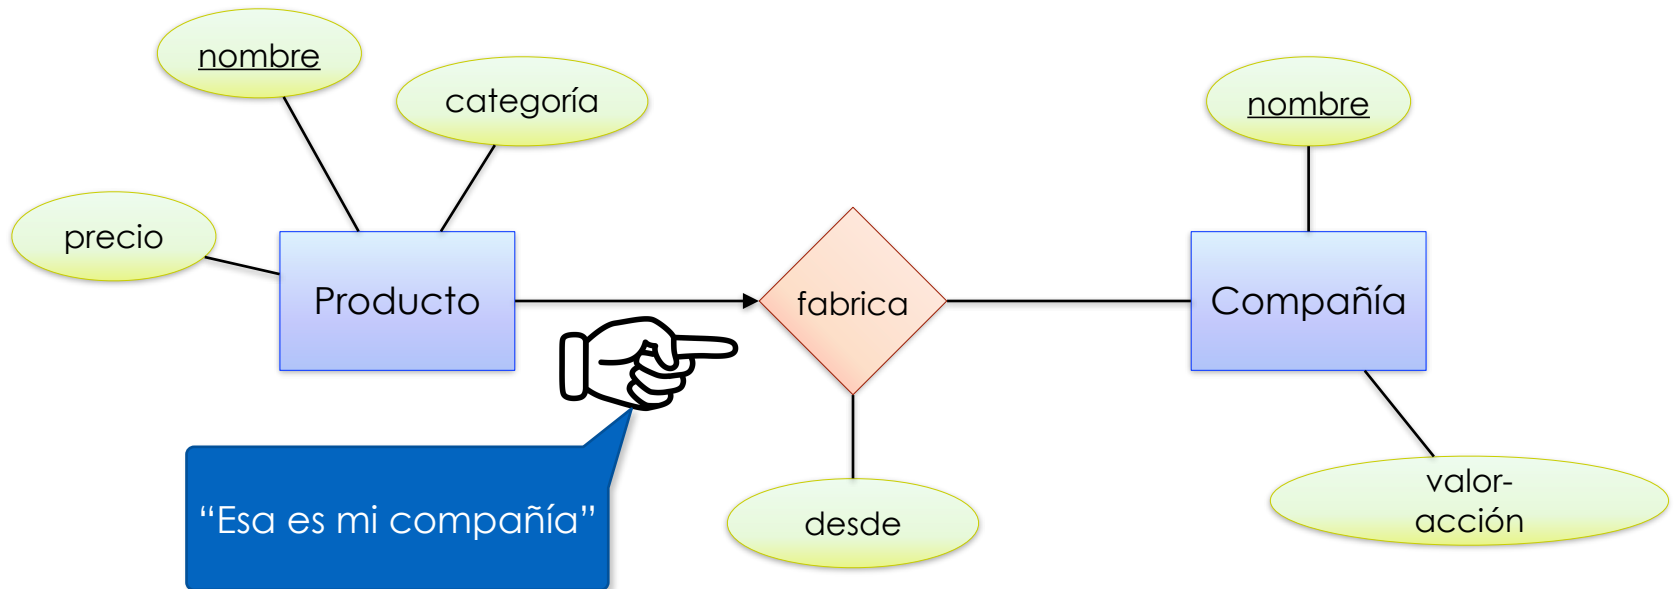 nombre
categoría
nombre
precio
Producto
fabrica
Compañía
valor-
acción
“Esa es mi compañía”
desde